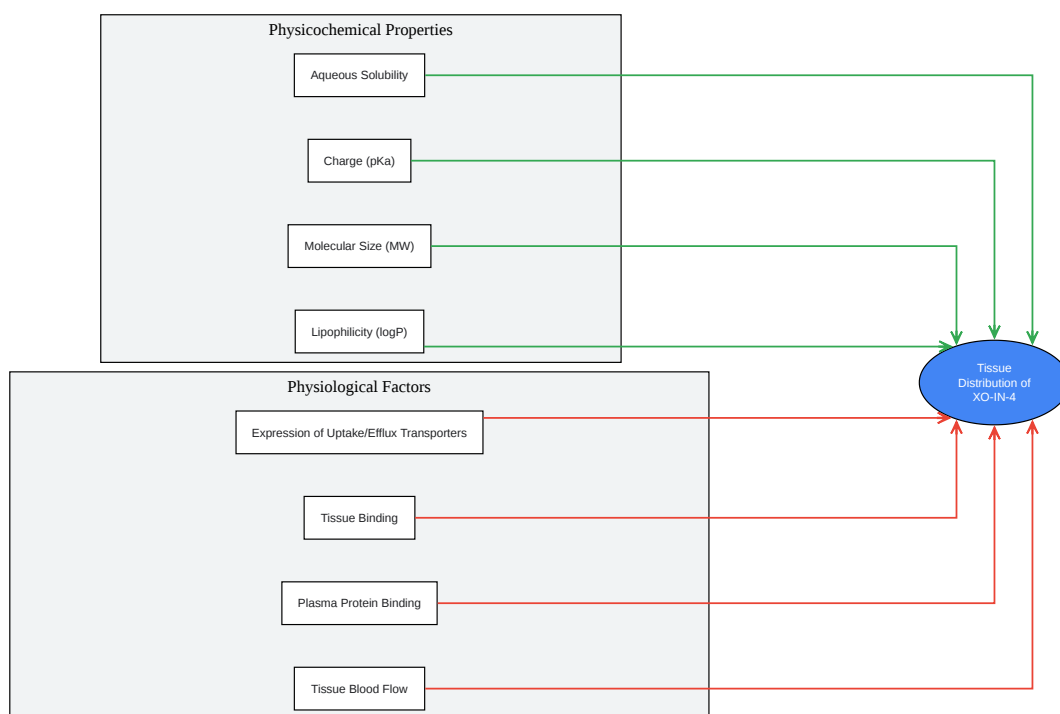 Physicochemical Properties
Aqueous Solubility
Charge (pKa)
Molecular Size (MW)
Lipophilicity (logP)
Tissue
Distribution of
XO-IN-4
Physiological Factors
Expression of Uptake/Efflux Transporters
Tissue Binding
Plasma Protein Binding
Tissue Blood Flow